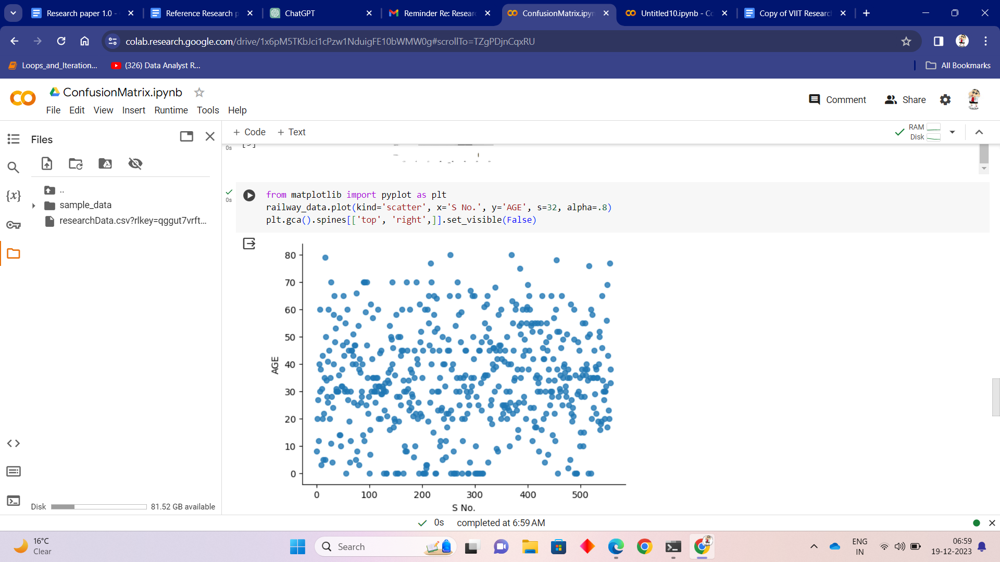 Research paper 1.0 -
Reference Research p
ChatGPT
Reminder Re: Resear
ConfusionMatrix.ipyn
Untitled10.ipynb - Co
Copy of VIIT Researc
colab.research.google.com/drive/1x6pM5TKbJci1cPzw1NduigFE10bWMW0g#scrollTo=TZgPDjnCqxRU
Loops_and_Iteration...
(326) Data Analyst R...
All Bookmarks
CO
ConfusionMatrix.ipynb
File Edit View Insert Runtime Tools Help
Comment
Share
Files
+ Code + Text
RAM
Disk
0s
..
sample_data
researchData.csv?rlkey=qggut7vrft...
{x}
0s
from matplotlib import pyplot as plt
railway_data.plot(kind='scatter', x='S No.', y='AGE', s=32, alpha=.8)
plt.gca().spines[['top', 'right',]].set_visible(False)
80
70
60
50
40
30
20
10
0
AGE
0 100 200 300 400 500
S No.
Disk
81.52 GB available
0s completed at 6:59 AM
16°C
Clear
Search
ENG
IN
06:59
19-12-2023